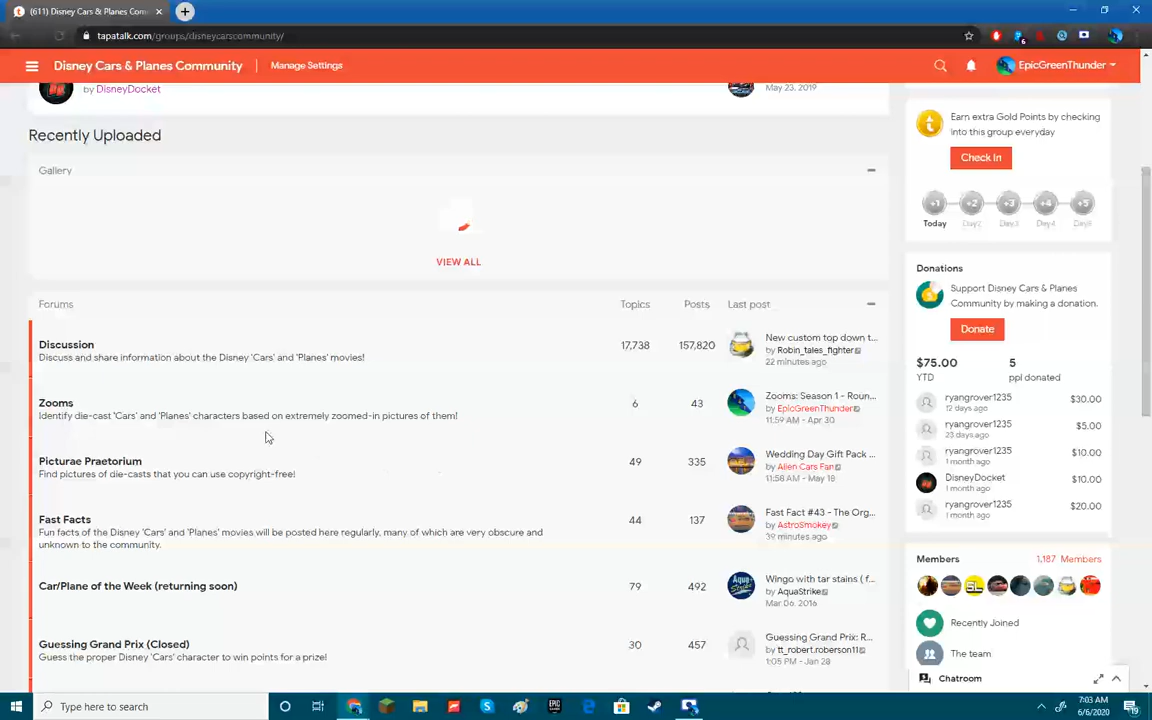 (611) Disney Cars & Planes Com
tapatalk.com/groups/disneycarscommunity/
Disney Cars & Planes Community
Manage Settings
EpicGreenThunder
by DisneyDocket
May 23, 2019
Recently Uploaded
Gallery
VIEW ALL
Earn extra Gold Points by checking
into this group everyday
Check In
+1 +2 +3 +4 +5
Today Day2 Day3 Day4 Day5
Donations
Support Disney Cars & Planes
Community by making a donation.
Donate
$75.00 5
YTD ppl donated
ryangrover1235
12 days ago $30.00
ryangrover1235
23 days ago $5.00
ryangrover1235
1 month ago $10.00
DisneyDocket
1 month ago $10.00
ryangrover1235
1 month ago $20.00
Members 1,187 Members
Recently Joined
The team
Chatroom
Forums Topics Posts Last post
Discussion
Discuss and share information about the Disney 'Cars' and 'Planes' movies!
17,738 157,820
New custom top down t...
by Robin_tales_fighter
22 minutes ago
Zooms
Identify die-cast 'Cars' and 'Planes' characters based on extremely zoomed-in pictures of them!
6 43
Zooms: Season 1 - Roun...
by EpicGreenThunder
11:59 AM - Apr 30
Picturae Praetorium
Find pictures of die-casts that you can use copyright-free!
49 335
Wedding Day Gift Pack ...
by Alien Cars Fan
11:58 AM - May 18
Fast Facts
Fun facts of the Disney 'Cars' and 'Planes' movies will be posted here regularly, many of which are very obscure and
unknown to the community.
44 137
Fast Fact #43 - The Org...
by AstroSmokey
39 minutes ago
Car/Plane of the Week (returning soon)
79 492
Wingo with tar stains ( f...
by AquaStrike
Mar 06, 2016
Guessing Grand Prix (Closed)
Guess the proper Disney 'Cars' character to win points for a prize!
30 457
Guessing Grand Prix: R...
by tt_robert.roberson11
1:05 PM - Jan 28
Type here to search
7:03 AM
6/6/2020
19